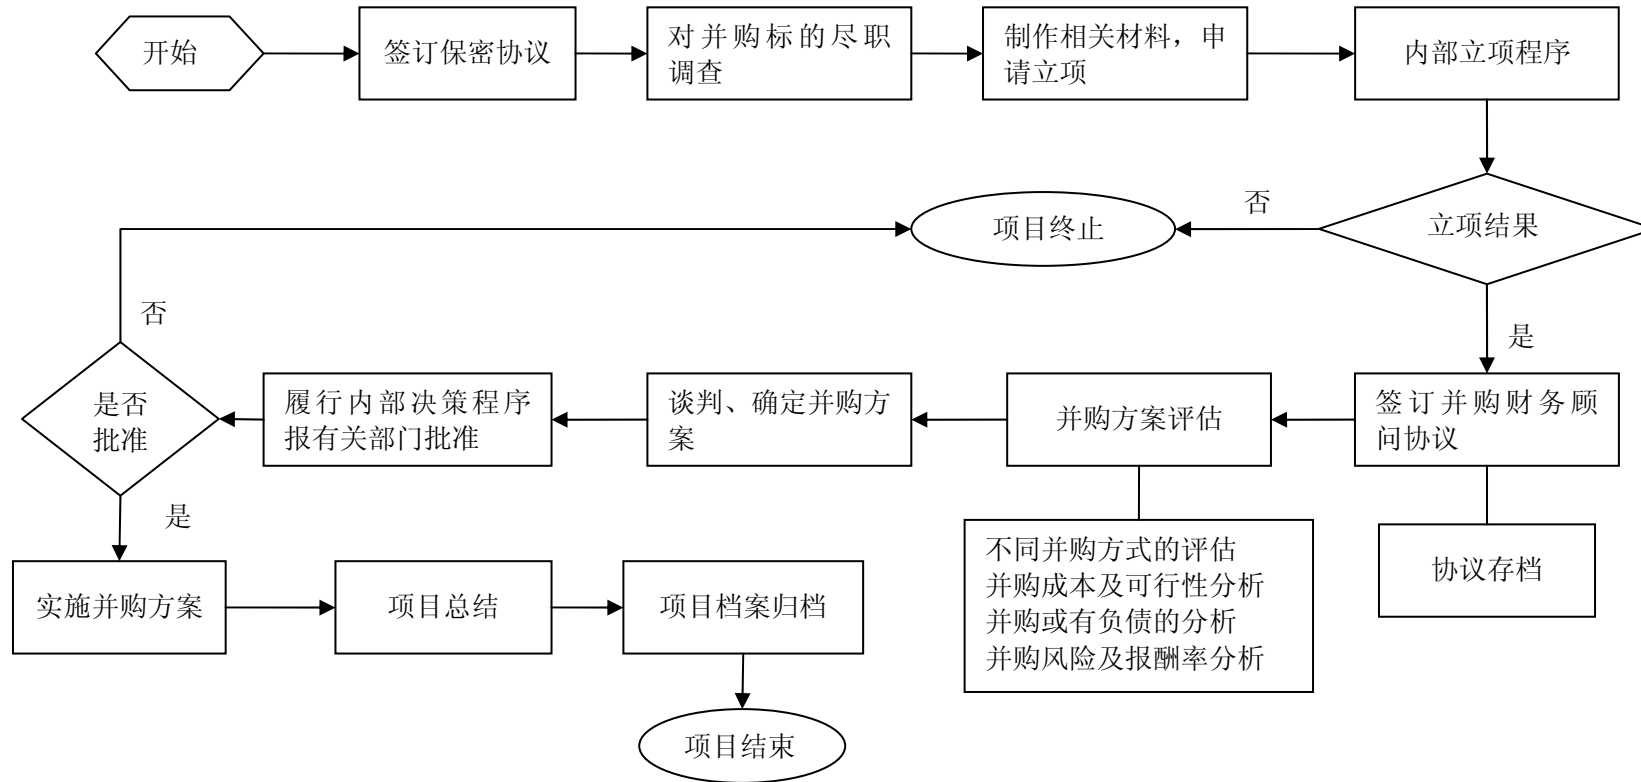 开始
签订保密协议
对并购标的尽职
调查
制作相关材料，申
请立项
内部立项程序
立项结果
否
项目终止
否
是
签订并购财务顾
问协议
并购方案评估
谈判、确定并购方
案
履行内部决策程序
报有关部门批准
是否
批准
是
不同并购方式的评估
并购成本及可行性分析
并购或有负债的分析
并购风险及报酬率分析
协议存档
实施并购方案
项目总结
项目档案归档
项目结束